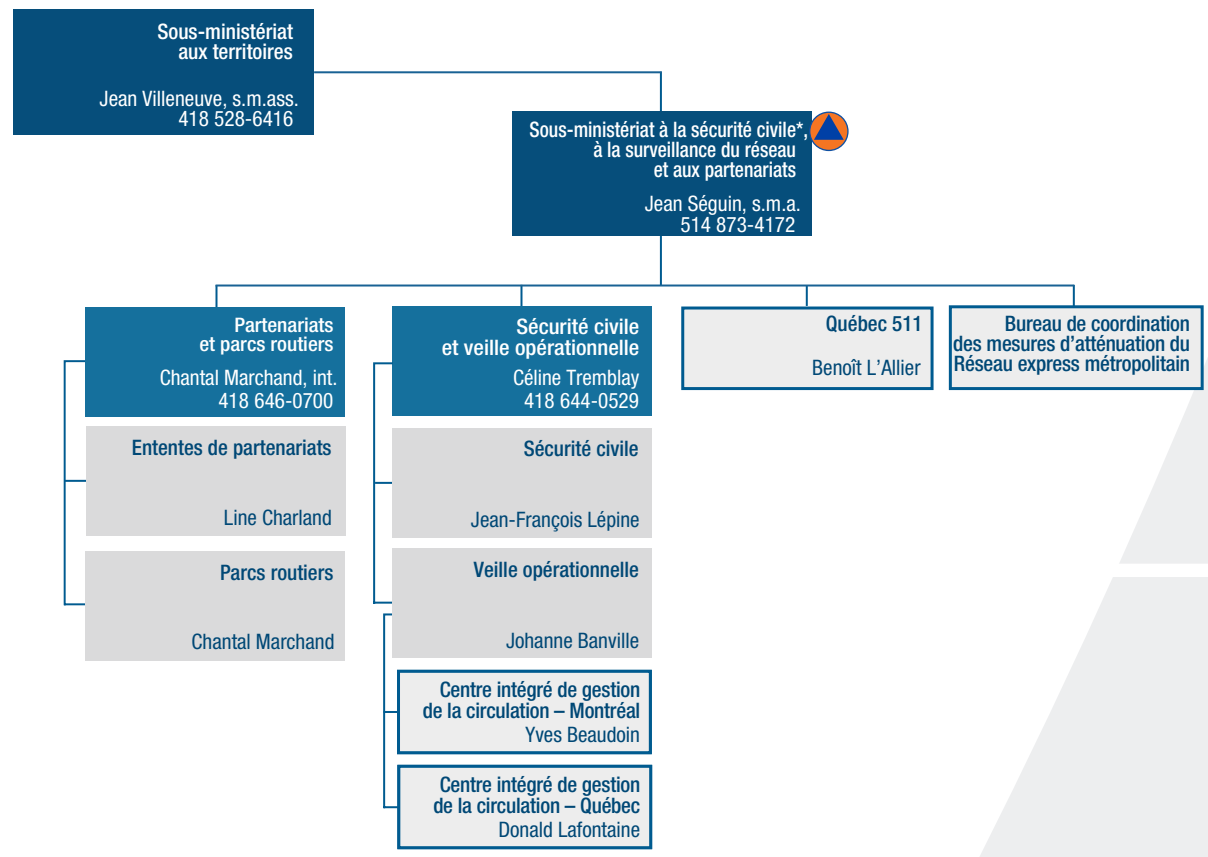 Sous-ministériat
aux territoires
Jean Villeneuve, s.m.ass.
418 528-6416
Sous-ministériat à la sécurité civile*,
à la surveillance du réseau
et aux partenariats
Jean Séguin, s.m.a.
514 873-4172
Partenariats
et parcs routiers
Chantal Marchand, int.
418 646-0700
Ententes de partenariats
Line Charland
Parcs routiers
Chantal Marchand
Sécurité civile
et veille opérationnelle
Céline Tremblay
418 644-0529
Sécurité civile
Jean-François Lépine
Veille opérationnelle
Johanne Banville
Centre intégré de gestion
de la circulation – Montréal
Yves Beaudoin
Centre intégré de gestion
de la circulation – Québec
Donald Lafontaine
Québec 511
Benoît L'Allier
Bureau de coordination
des mesures d'atténuation du
Réseau express métropolitain